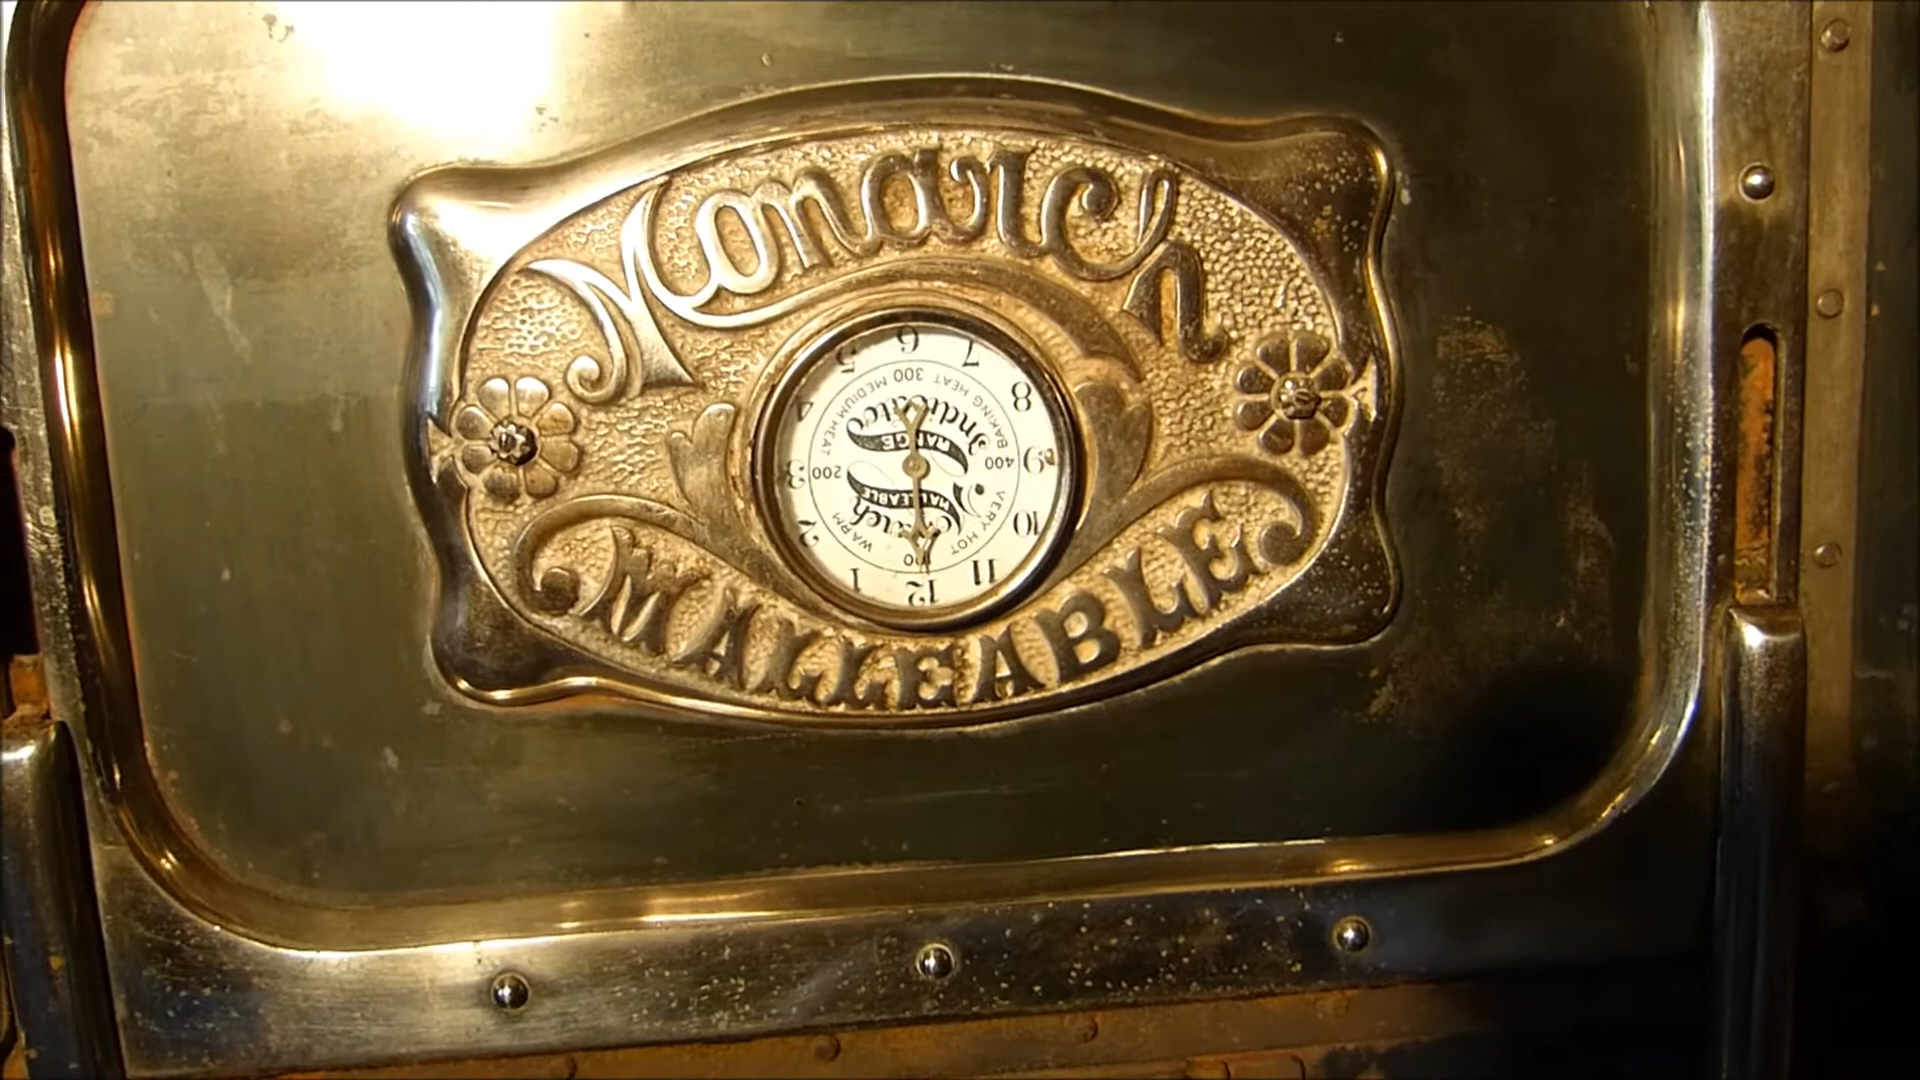 Monarch
MALLEABLE
12
1
2
3
4
5
6
7
8
9
10
11
100
WARM
200
MEDIUM HEAT
300
BAKING HEAT
400
VERY HOT
MALLEABLE
RANGE
Indicator